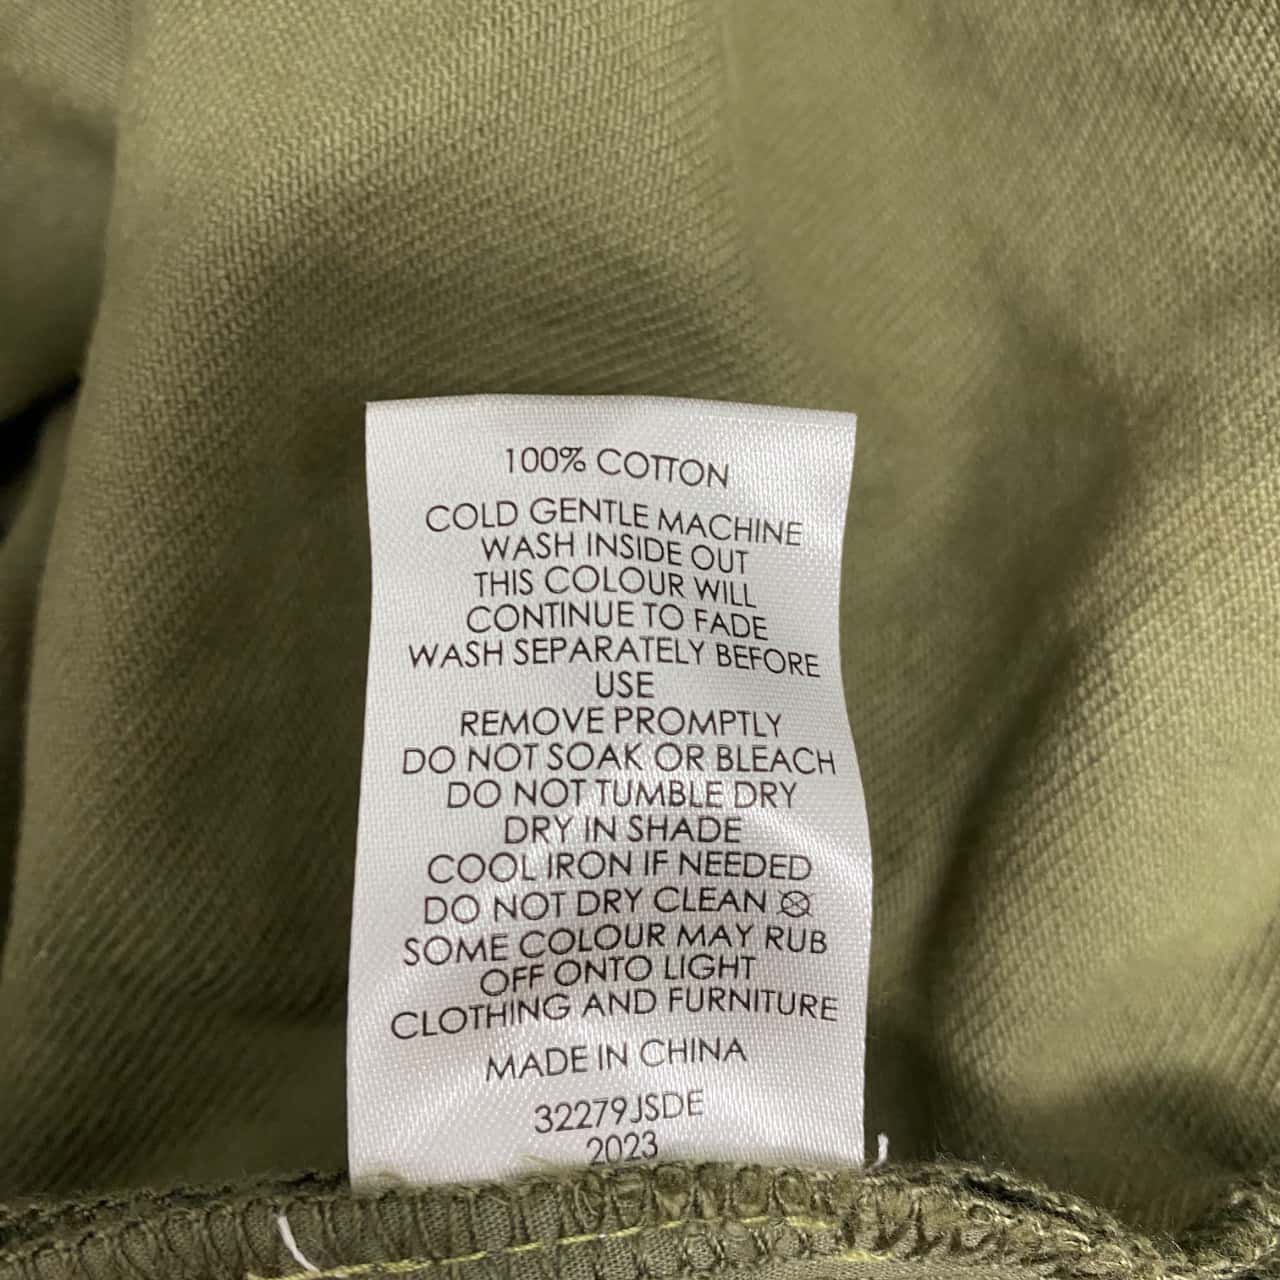 100% COTTON
COLD GENTLE MACHINE
WASH INSIDE OUT
THIS COLOUR WILL
CONTINUE TO FADE
WASH SEPARATELY BEFORE
USE
REMOVE PROMPTLY
DO NOT SOAK OR BLEACH
DO NOT TUMBLE DRY
DRY IN SHADE
COOL IRON IF NEEDED
DO NOT DRY CLEAN
SOME COLOUR MAY RUB
OFF ONTO LIGHT
CLOTHING AND FURNITURE
MADE IN CHINA
32279JSDE
2023